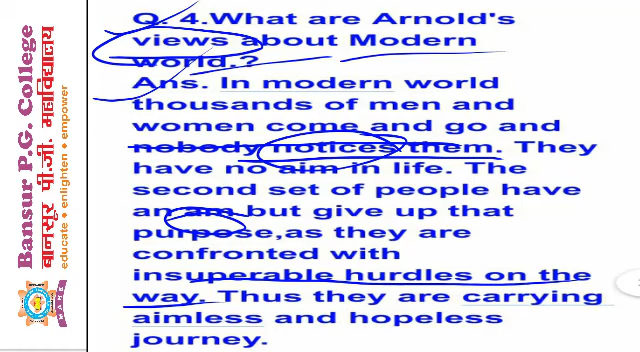 Bansur P.G. College
बानसूर पी.जी. महाविद्यालय
educate • enlighten • empower
Q. 4.What are Arnold's
views about Modern
world.?
Ans. In modern world
thousands of men and
women come and go and
nobody notices them. They
have no aim in life. The
second set of people have
an am but give up that
purpose,as they are
confronted with
insuperable hurdles on the
way. Thus they are carrying
aimless and hopeless
journey.